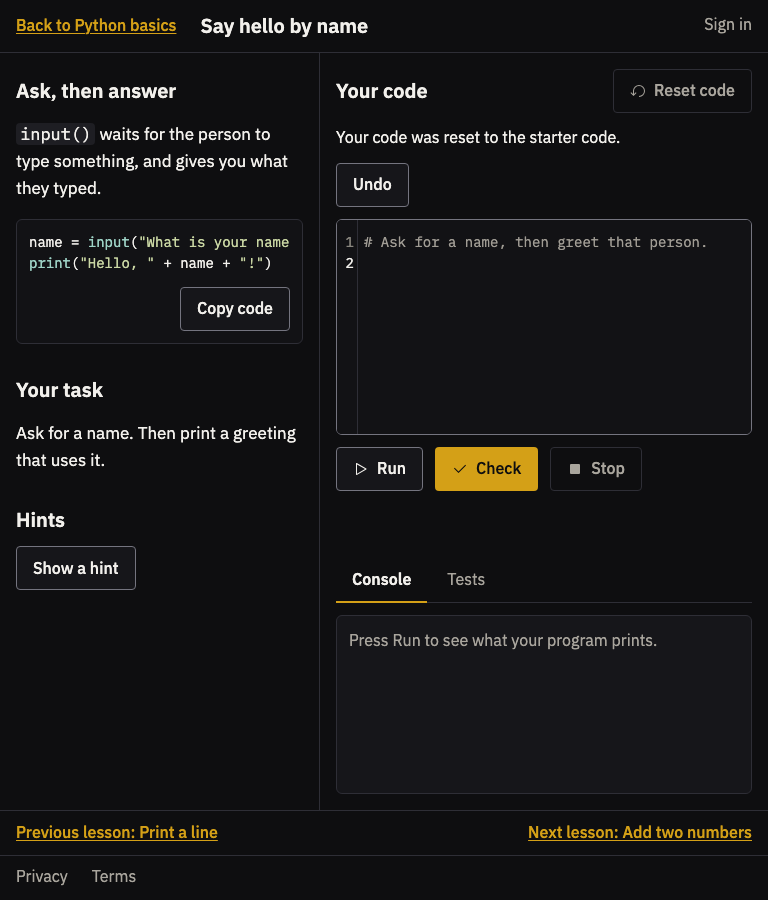 Back to Python basics
Say hello by name
Sign in
Ask, then answer
input() waits for the person to
type something, and gives you what
they typed.
name = input("What is your name
print("Hello, " + name + "!")
Copy code
Your task
Ask for a name. Then print a greeting
that uses it.
Hints
Show a hint
Your code
Reset code
Your code was reset to the starter code.
Undo
1 # Ask for a name, then greet that person.
2
Run
Check
Stop
Console
Tests
Press Run to see what your program prints.
Previous lesson: Print a line
Next lesson: Add two numbers
Privacy
Terms